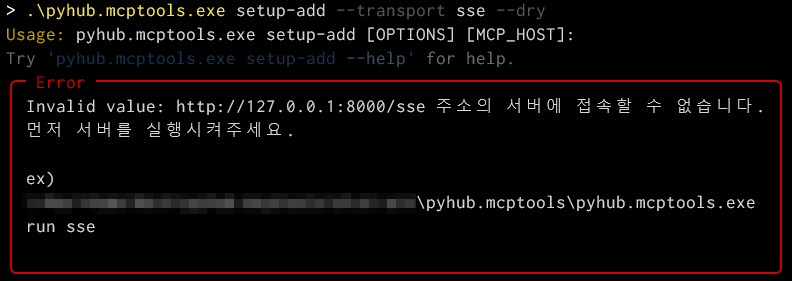 > .\pyhub.mcptools.exe setup-add --transport sse --dry
Usage: pyhub.mcptools.exe setup-add [OPTIONS] [MCP_HOST]:
Try 'pyhub.mcptools.exe setup-add --help' for help.
Error
Invalid value: http://127.0.0.1:8000/sse 주소의 서버에 접속할 수 없습니다.
먼저 서버를 실행시켜주세요.
ex)
\pyhub.mcptools\pyhub.mcptools.exe
run sse